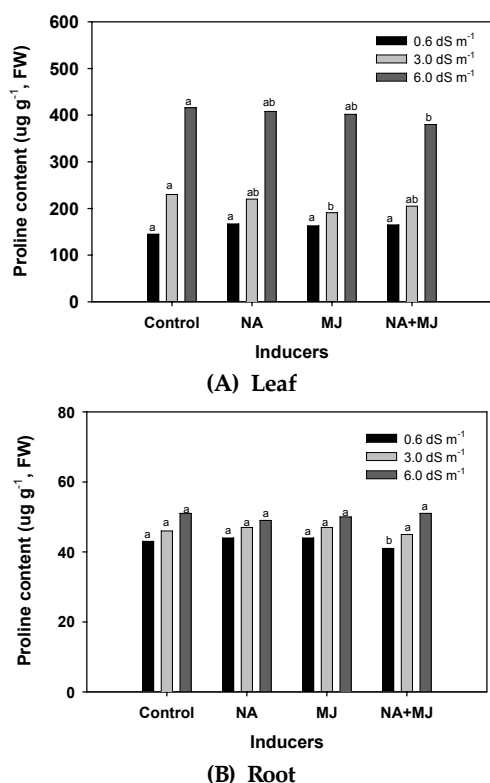 600
500
400
300
200
100
0
Proline content (ug g⁻¹, FW)
0.6 dS m⁻¹
3.0 dS m⁻¹
6.0 dS m⁻¹
a a a
a ab ab
a b ab
a ab b
Control NA MJ NA+MJ
Inducers
(A) Leaf
80
60
40
20
0
Proline content (ug g⁻¹, FW)
0.6 dS m⁻¹
3.0 dS m⁻¹
6.0 dS m⁻¹
a a a
a a a
a a a
b a a
Control NA MJ NA+MJ
Inducers
(B) Root